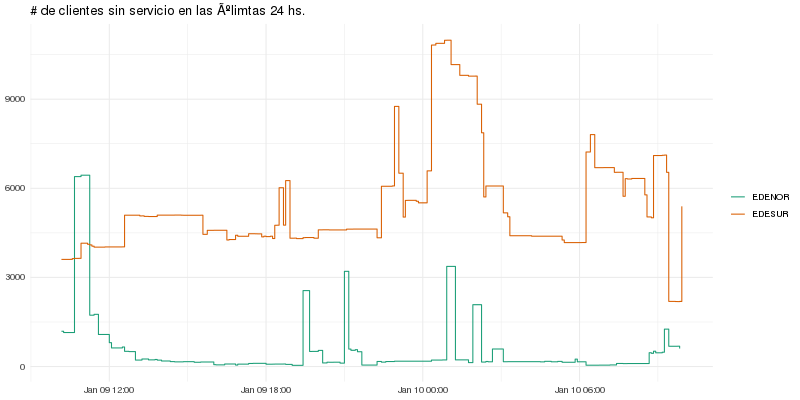 # de clientes sin servicio en las Ãºlimtas 24 hs.
9000
6000
3000
0
Jan 09 12:00
Jan 09 18:00
Jan 10 00:00
Jan 10 06:00
EDENOR
EDESUR